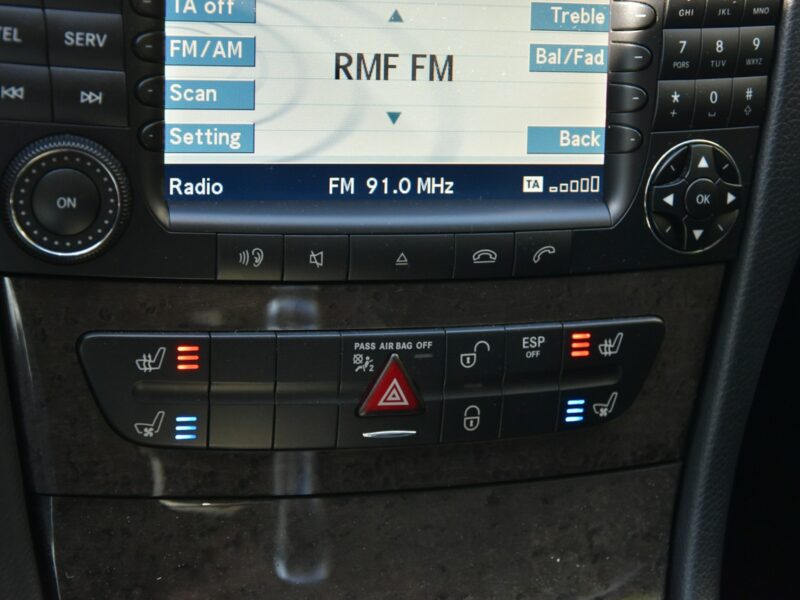 TA off
Treble
FM/AM
RMF FM
Bal/Fad
Scan
Setting
Back
Radio
FM 91.0 MHz
TA
SERV
ON
OK
GHI
JKL
MNO
7
8
9
PQRS
TUV
WXYZ
*
0
#
+
PASS AIR BAG OFF
2
ESP
OFF